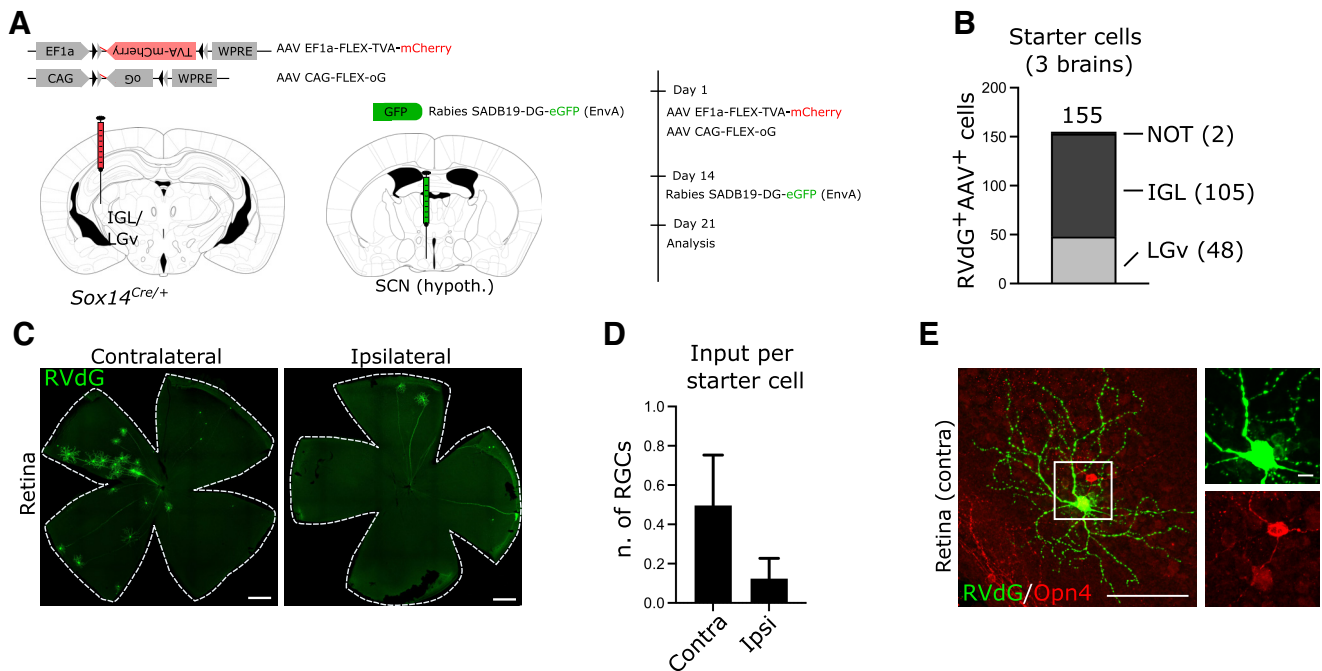 A
EF1a
TVA-mCherry
WPRE
AAV EF1a-FLEX-TVA-mCherry
CAG
oG
WPRE
AAV CAG-FLEX-oG
GFP
Rabies SADB19-DG-eGFP (EnvA)
IGL/
LGv
Sox14Cre/+
SCN (hypoth.)
Day 1
AAV EF1a-FLEX-TVA-mCherry
AAV CAG-FLEX-oG
Day 14
Rabies SADB19-DG-eGFP (EnvA)
Day 21
Analysis
B
Starter cells
(3 brains)
RVdG+AAV+ cells
200
150
100
50
0
155
NOT (2)
IGL (105)
LGv (48)
C
Contralateral
Ipsilateral
RVdG
Retina
D
Input per
starter cell
n. of RGCs
1.0
0.8
0.6
0.4
0.2
0.0
Contra
Ipsi
E
Retina (contra)
RVdG/Opn4